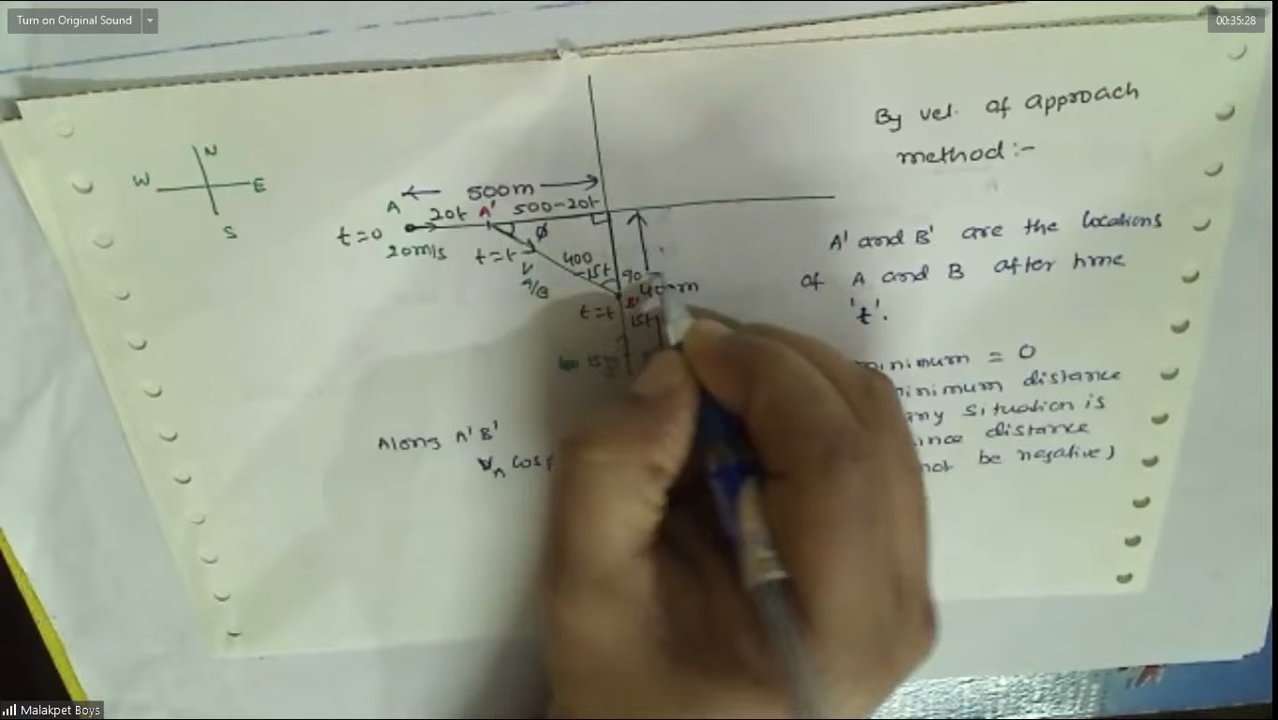 Turn on Original Sound
00:35:28
By vel. of approach
method :-
N
W
E
S
500m
A
20t
A'
500-20t
t=0
20m/s
t=t
ϕ
V
A/B
400
-15t
90
400m
t=t
B'
15t
A' and B' are the locations
of A and B after time
't'.
minimum = 0
minimum distance
situation is
distance
not be negative)
Along A'B'
Malakpet Boys